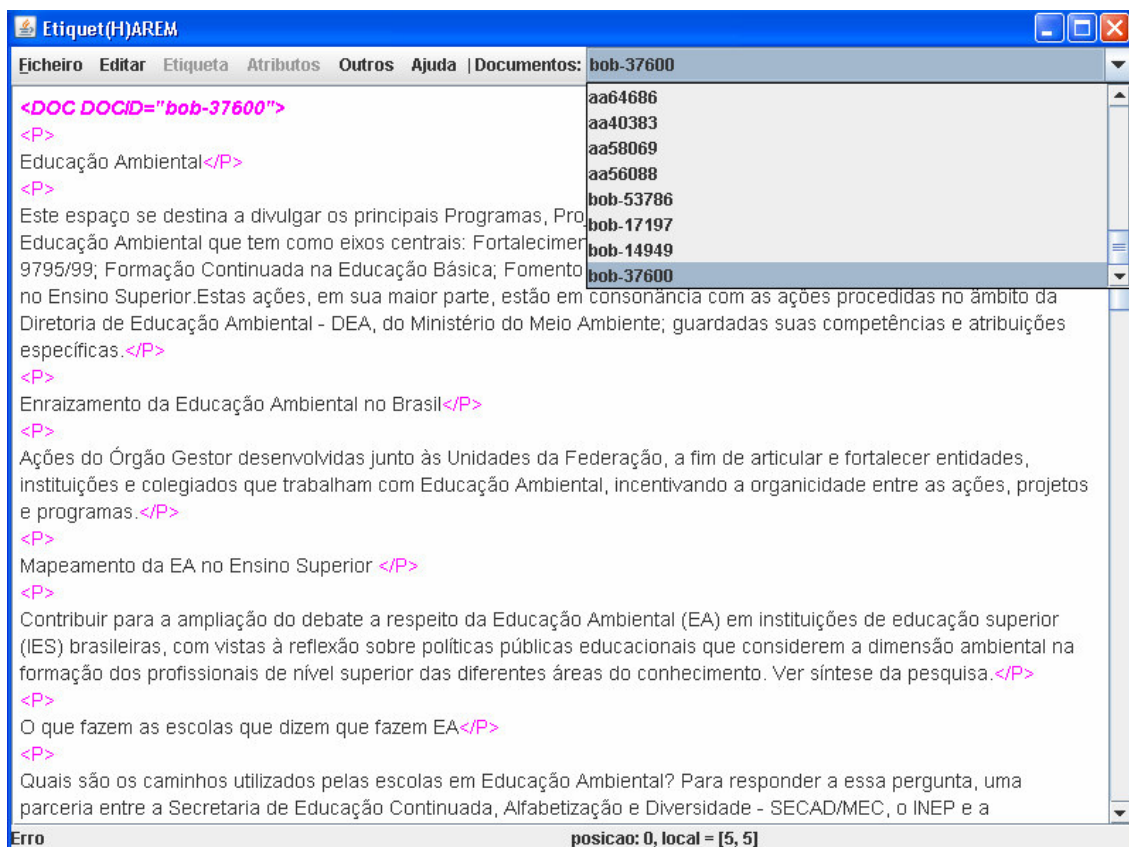 Etiquet(H)AREM
Ficheiro Editar Etiqueta Atributos Outros Ajuda |Documentos: bob-37600
aa64686
aa40383
aa58069
aa56088
bob-53786
bob-17197
bob-14949
bob-37600
<DOC DOCID="bob-37600">
<P>
Educação Ambiental</P>
<P>
Este espaço se destina a divulgar os principais Programas, Pro
Educação Ambiental que tem como eixos centrais: Fortalecimen
9795/99; Formação Continuada na Educação Básica; Fomento
no Ensino Superior.Estas ações, em sua maior parte, estão em consonância com as ações procedidas no âmbito da
Diretoria de Educação Ambiental - DEA, do Ministério do Meio Ambiente; guardadas suas competências e atribuições
específicas.</P>
<P>
Enraizamento da Educação Ambiental no Brasil</P>
<P>
Ações do Órgão Gestor desenvolvidas junto às Unidades da Federação, a fim de articular e fortalecer entidades,
instituições e colegiados que trabalham com Educação Ambiental, incentivando a organicidade entre as ações, projetos
e programas.</P>
<P>
Mapeamento da EA no Ensino Superior </P>
<P>
Contribuir para a ampliação do debate a respeito da Educação Ambiental (EA) em instituições de educação superior
(IES) brasileiras, com vistas à reflexão sobre políticas públicas educacionais que considerem a dimensão ambiental na
formação dos profissionais de nível superior das diferentes áreas do conhecimento. Ver síntese da pesquisa.</P>
<P>
O que fazem as escolas que dizem que fazem EA</P>
<P>
Quais são os caminhos utilizados pelas escolas em Educação Ambiental? Para responder a essa pergunta, uma
parceria entre a Secretaria de Educação Continuada, Alfabetização e Diversidade - SECAD/MEC, o INEP e a
Erro posicao: 0, local = [5, 5]